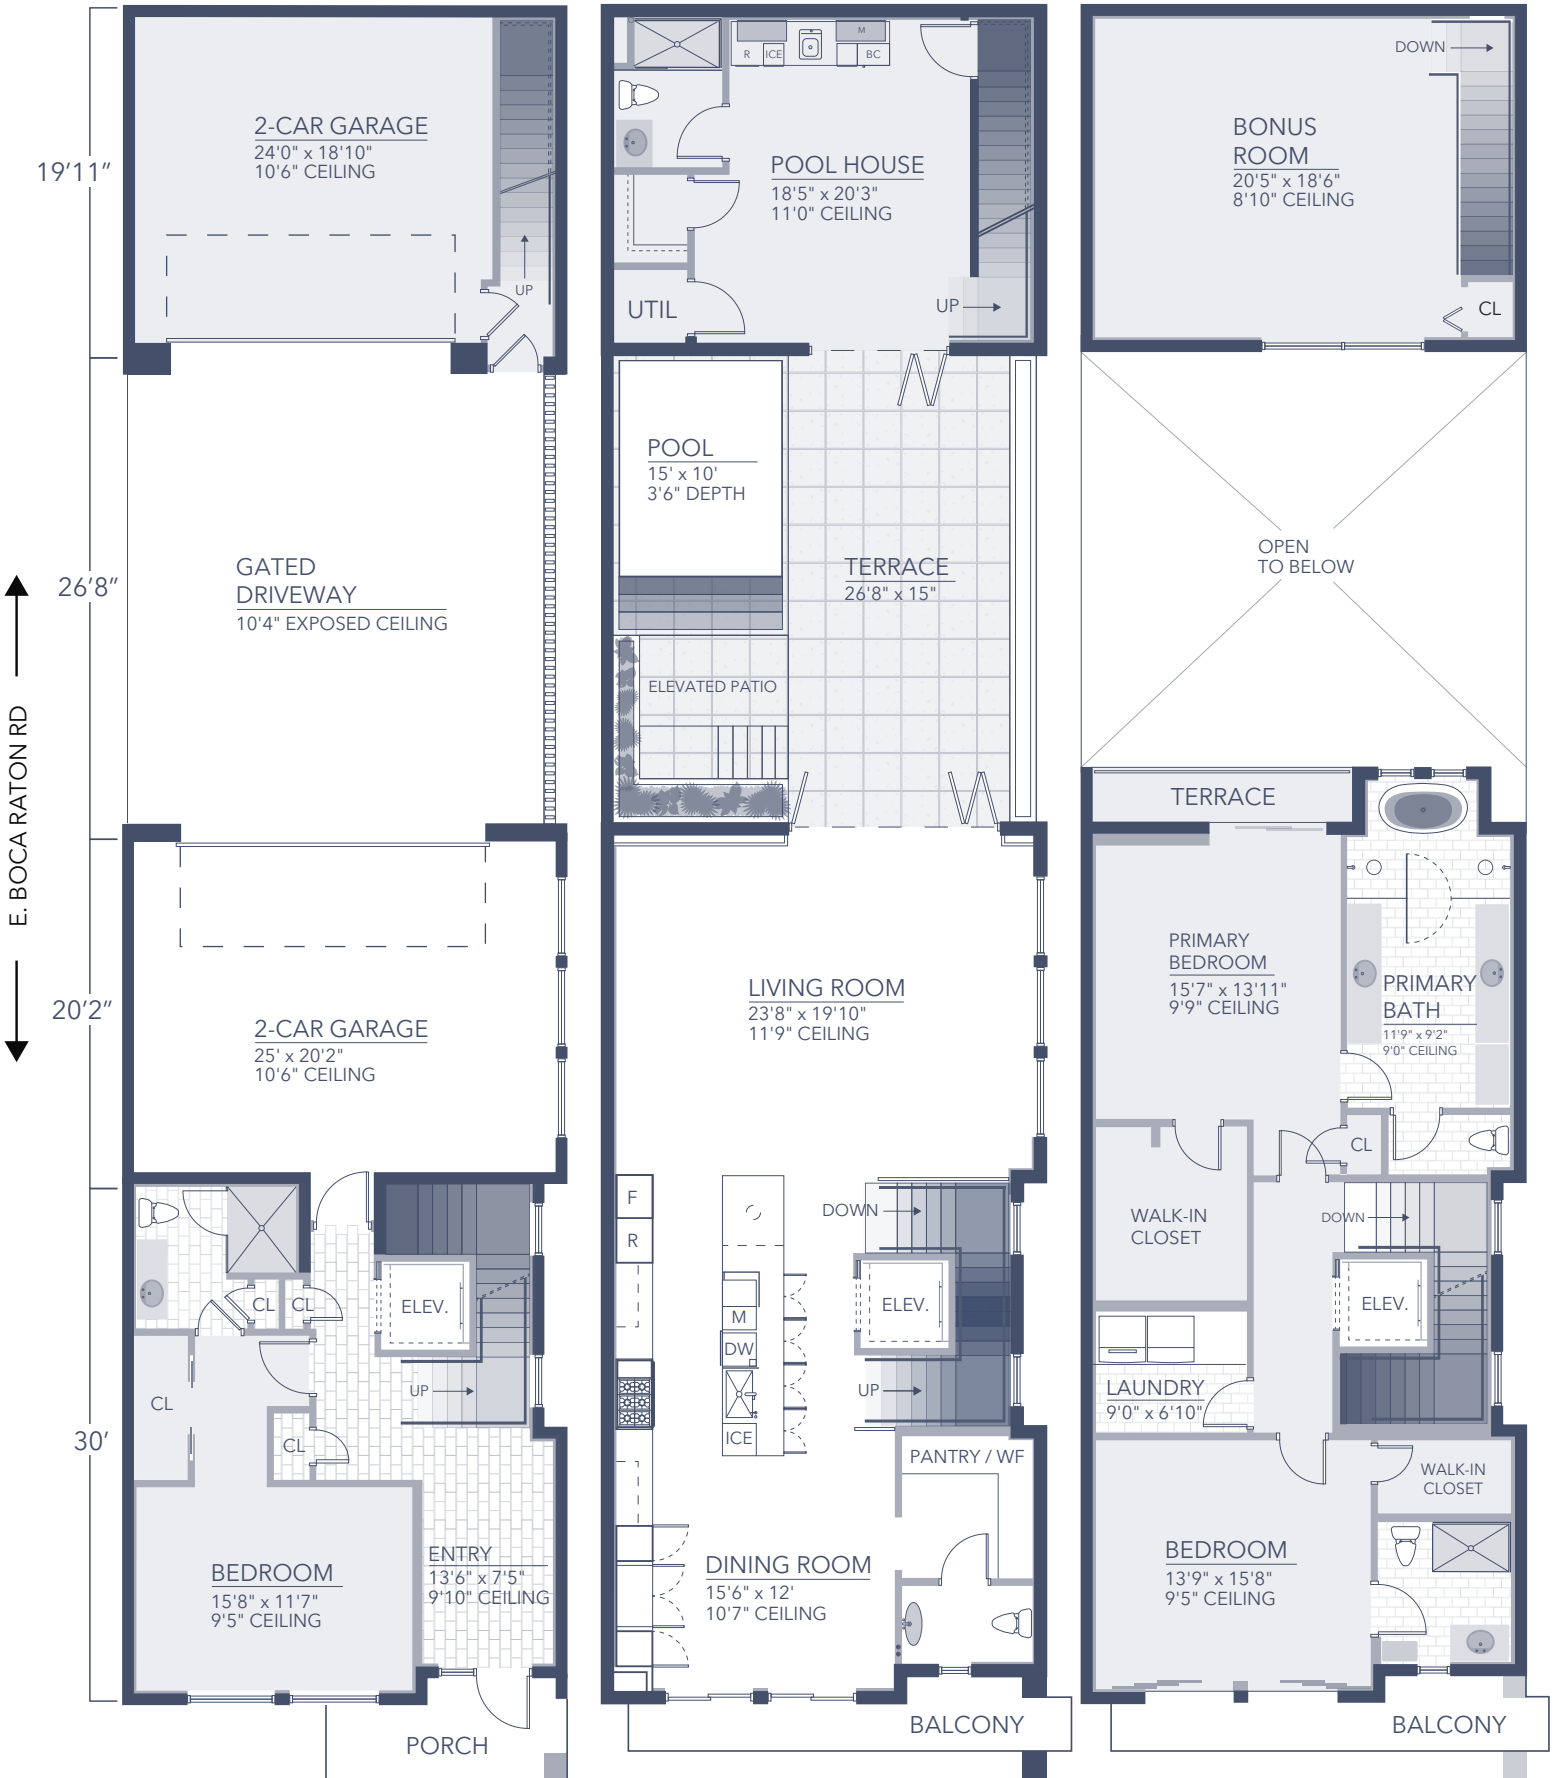 2-CAR GARAGE
24'0" x 18'10"
10'6" CEILING
UP
19'11"
GATED
DRIVEWAY
10'4" EXPOSED CEILING
26'8"
E. BOCA RATON RD
2-CAR GARAGE
25' x 20'2"
10'6" CEILING
20'2"
CL
CL
ELEV.
CL
UP
CL
30'
BEDROOM
15'8" x 11'7"
9'5" CEILING
ENTRY
13'6" x 7'5"
9'10" CEILING
PORCH
R
ICE
M
BC
POOL HOUSE
18'5" x 20'3"
11'0" CEILING
UTIL
UP
POOL
15' x 10'
3'6" DEPTH
TERRACE
26'8" x 15"
ELEVATED PATIO
LIVING ROOM
23'8" x 19'10"
11'9" CEILING
F
R
DOWN
ELEV.
M
DW
UP
ICE
PANTRY / WF
DINING ROOM
15'6" x 12'
10'7" CEILING
BALCONY
DOWN
BONUS
ROOM
20'5" x 18'6"
8'10" CEILING
CL
OPEN
TO BELOW
TERRACE
PRIMARY
BEDROOM
15'7" x 13'11"
9'9" CEILING
PRIMARY
BATH
11'9" x 9'2"
9'0" CEILING
CL
WALK-IN
CLOSET
DOWN
ELEV.
LAUNDRY
9'0" x 6'10"
WALK-IN
CLOSET
BEDROOM
13'9" x 15'8"
9'5" CEILING
BALCONY